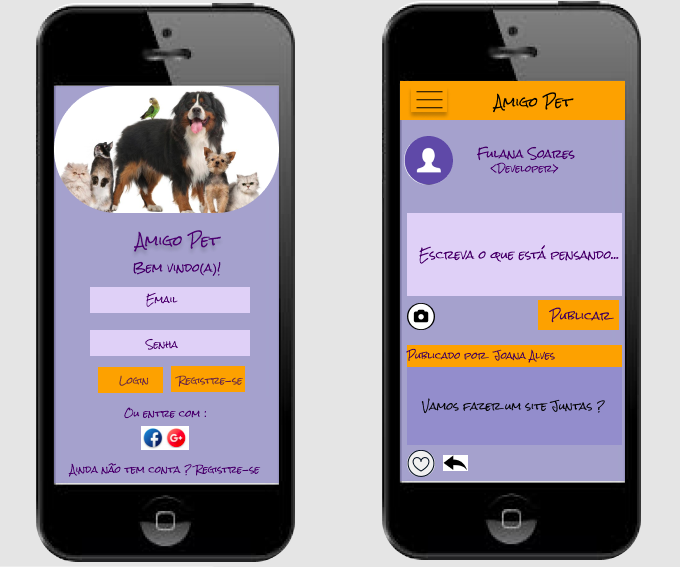 Amigo Pet
Bem vindo(a)!
Email
Senha
Login
Registre-se
Ou entre com :
Ainda não tem conta ? Registre-se
Amigo Pet
Fulana Soares
<Developer>
Escreva o que está pensando...
Publicar
Publicado por Joana Alves
Vamos fazer um site Juntas ?